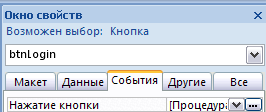 Окно свойств
Возможен выбор: Кнопка
btnLogin
Макет Данные События Другие Все
Нажатие кнопки [Процедура